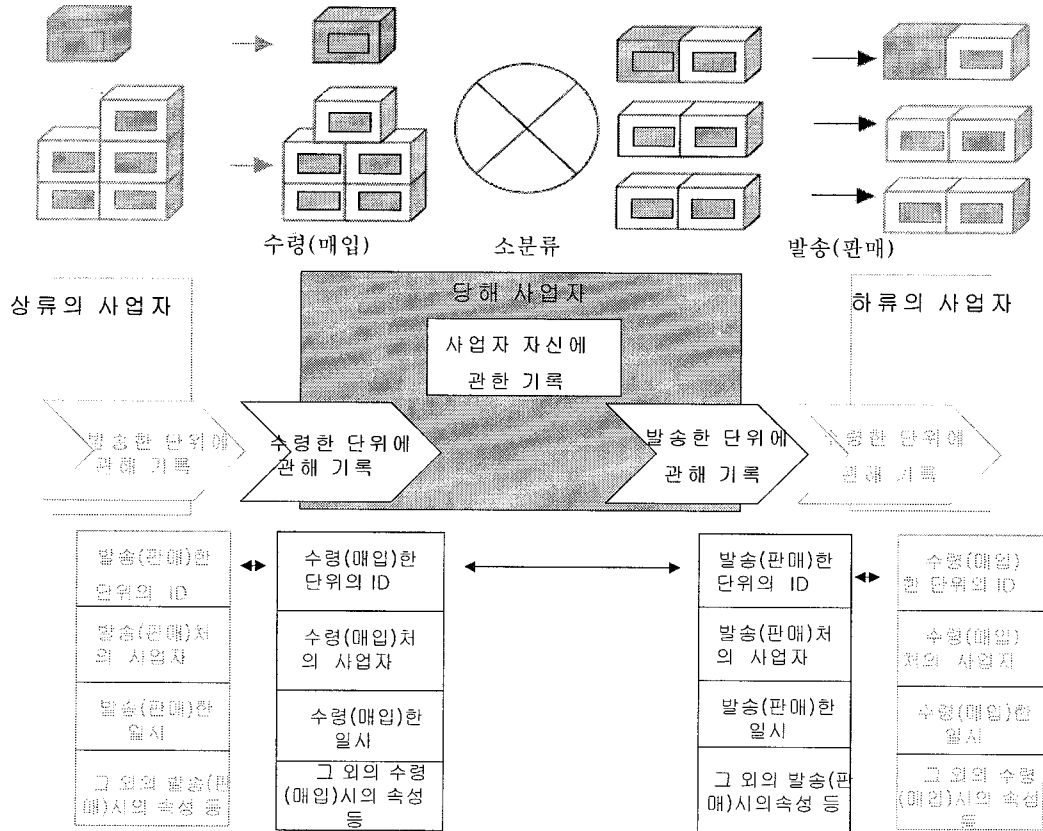 수령(매입)
소분류
발송(판매)
상류의 사업자
당해 사업자
하류의 사업자
사업자 자신에
관한 기록
발송한 단위에
관해 기록
수령한 단위에
관해 기록
발송한 단위에
관해 기록
수령한 단위에
관해 기록
발송(판매)한
단위의 ID
발송(판매)처
의 사업자
발송(판매)한
일시
그 외의 발송(판
매)시의 속성 등
수령(매입)한
단위의 ID
수령(매입)처
의 사업자
수령(매입)한
일시
그 외의 수령
(매입)시의 속성
등
발송(판매)한
단위의 ID
발송(판매)처
의 사업자
발송(판매)한
일시
그 외의 발송(판
매)시의속성 등
수령(매입)
한 단위의 ID
수령(매입)
처의 사업자
수령(매입)한
일시
그 외의 수령
(매입)시의 속성
등